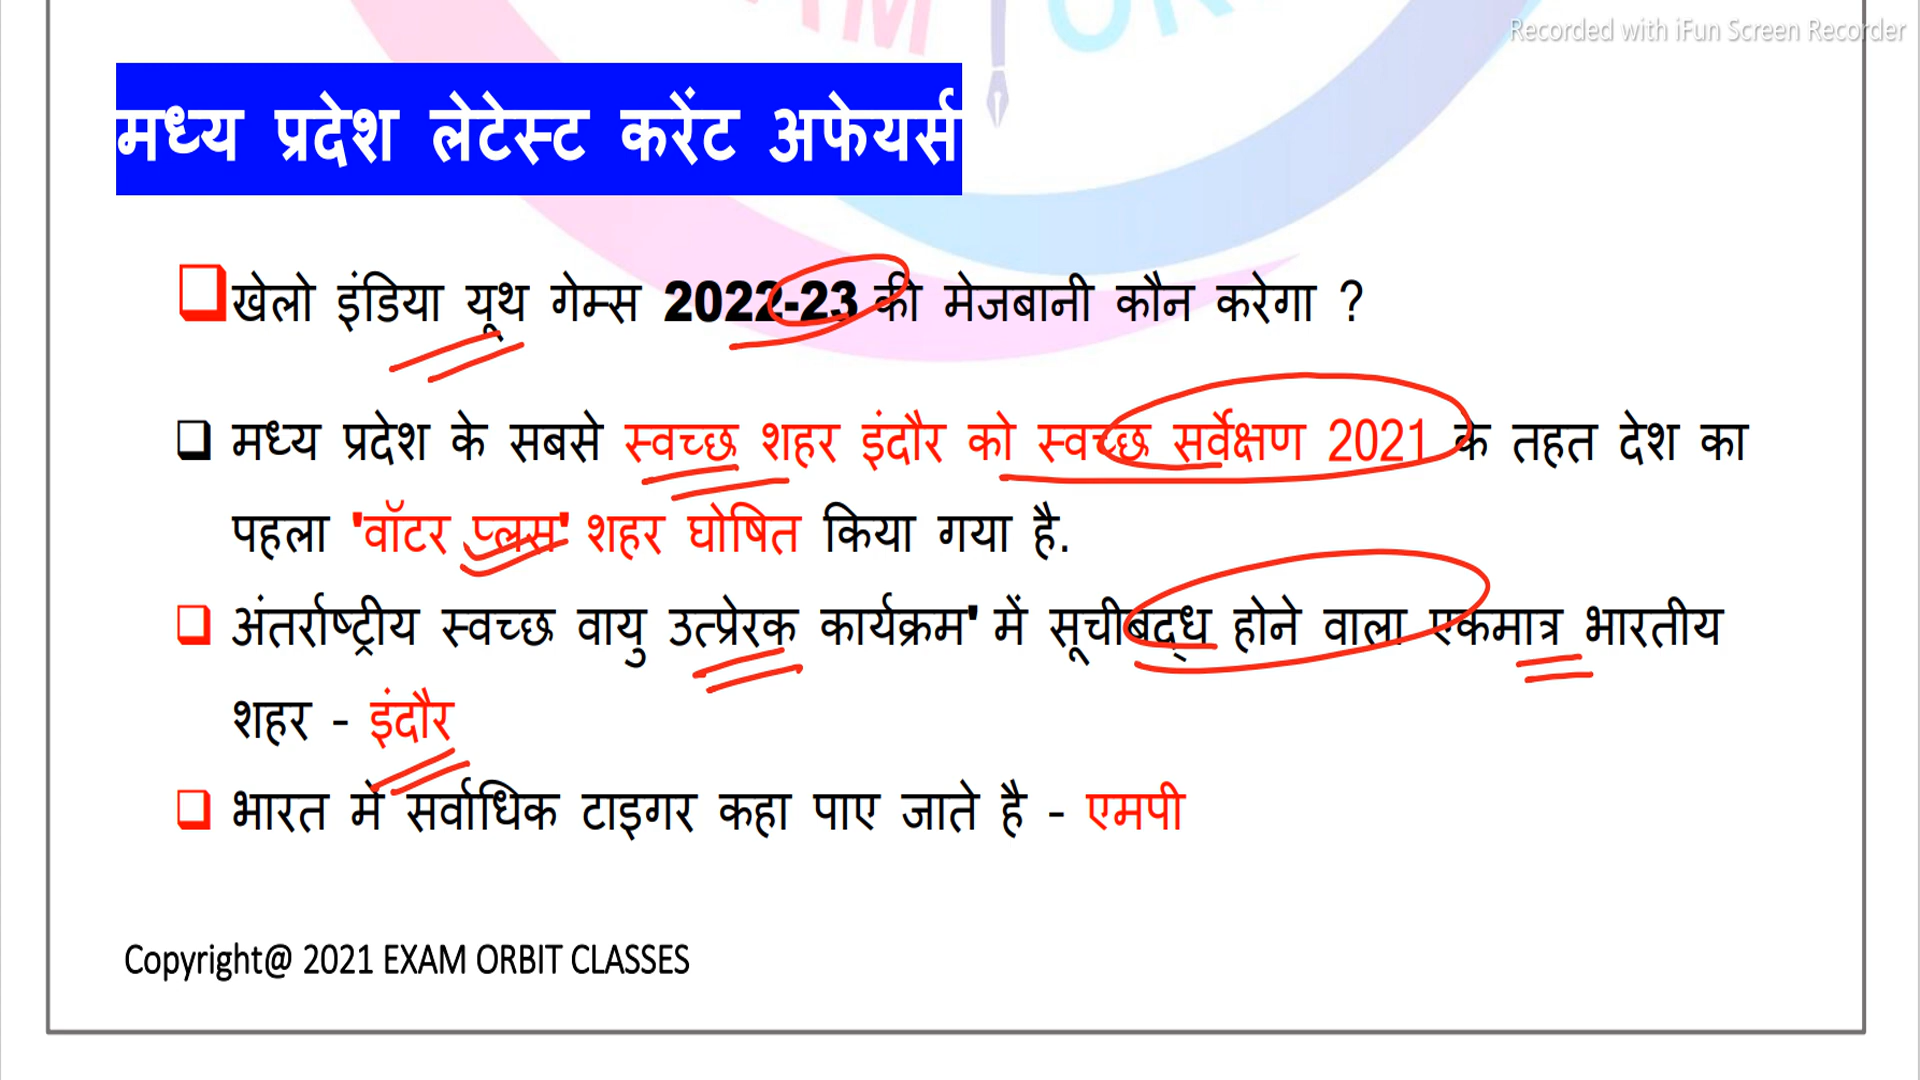 Recorded with iFun Screen Recorder
मध्य प्रदेश लेटेस्ट करेंट अफेयर्स
खेलो इंडिया यूथ गेम्स 2022-23 की मेजबानी कौन करेगा ?
मध्य प्रदेश के सबसे स्वच्छ शहर इंदौर को स्वच्छ सर्वेक्षण 2021 के तहत देश का
पहला 'वॉटर प्लस' शहर घोषित किया गया है.
अंतर्राष्ट्रीय स्वच्छ वायु उत्प्रेरक कार्यक्रम' में सूचीबद्ध होने वाला एकमात्र भारतीय
शहर - इंदौर
भारत में सर्वाधिक टाइगर कहा पाए जाते है - एमपी
Copyright@ 2021 EXAM ORBIT CLASSES